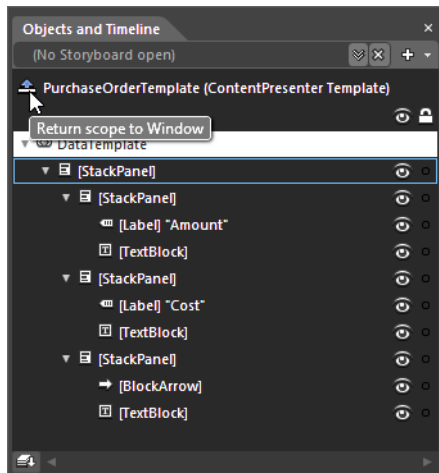 Objects and Timeline
(No Storyboard open)
PurchaseOrderTemplate (ContentPresenter Template)
Return scope to Window
DataTemplate
[StackPanel]
[StackPanel]
[Label] "Amount"
[TextBlock]
[StackPanel]
[Label] "Cost"
[TextBlock]
[StackPanel]
[BlockArrow]
[TextBlock]